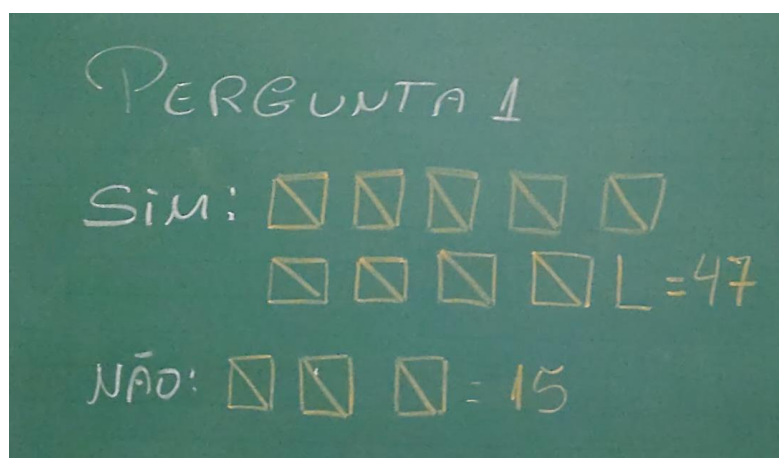 PERGUNTA 1
SIM:
L = 47
NÃO: = 15